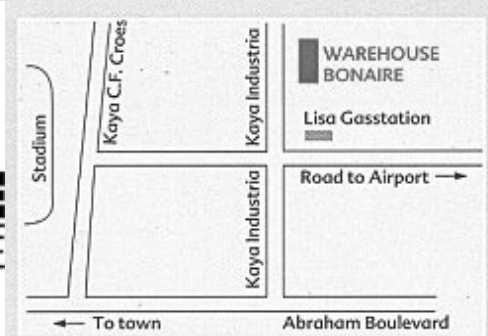 WAREHOUSE
BONAIRE
Kaya C.F. Croes
Kaya Industria
Lisa Gasstation
Stadium
Road to Airport →
Kaya Industria
← To town
Abraham Boulevard